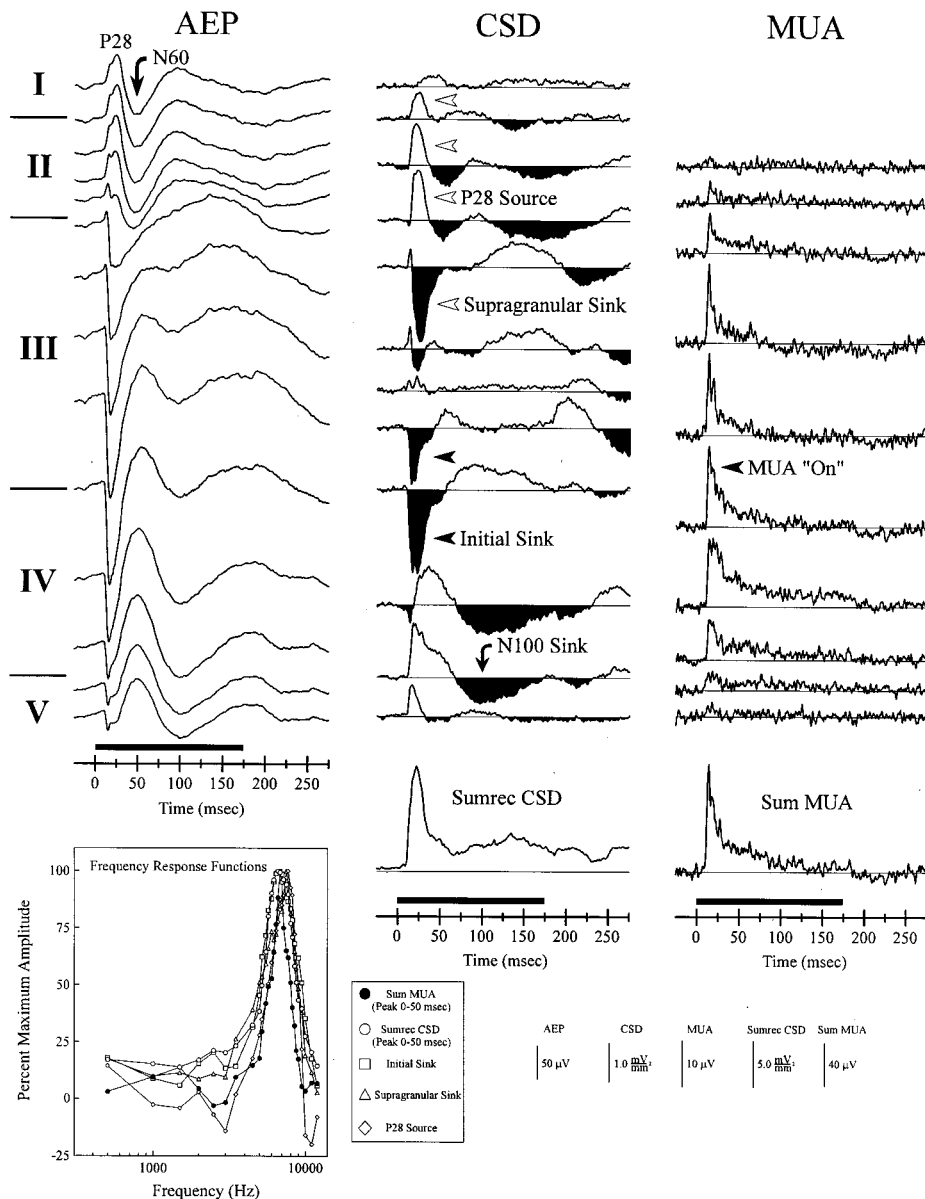 AEP
CSD
MUA
P28
N60
I
II
III
IV
V
P28 Source
Supragranular Sink
Initial Sink
N100 Sink
MUA "On"
0 50 100 150 200 250
Time (msec)
Sumrec CSD
0 50 100 150 200 250
Time (msec)
Sum MUA
0 50 100 150 200 250
Time (msec)
Frequency Response Functions
Percent Maximum Amplitude
100
75
50
25
0
-25
1000 10000
Frequency (Hz)
Sum MUA
(Peak 0-50 msec)
Sumrec CSD
(Peak 0-50 msec)
Initial Sink
Supragranular Sink
P28 Source
AEP
50 μV
CSD
1.0 mV/mm²
MUA
10 μV
Sumrec CSD
5.0 mV/mm²
Sum MUA
40 μV